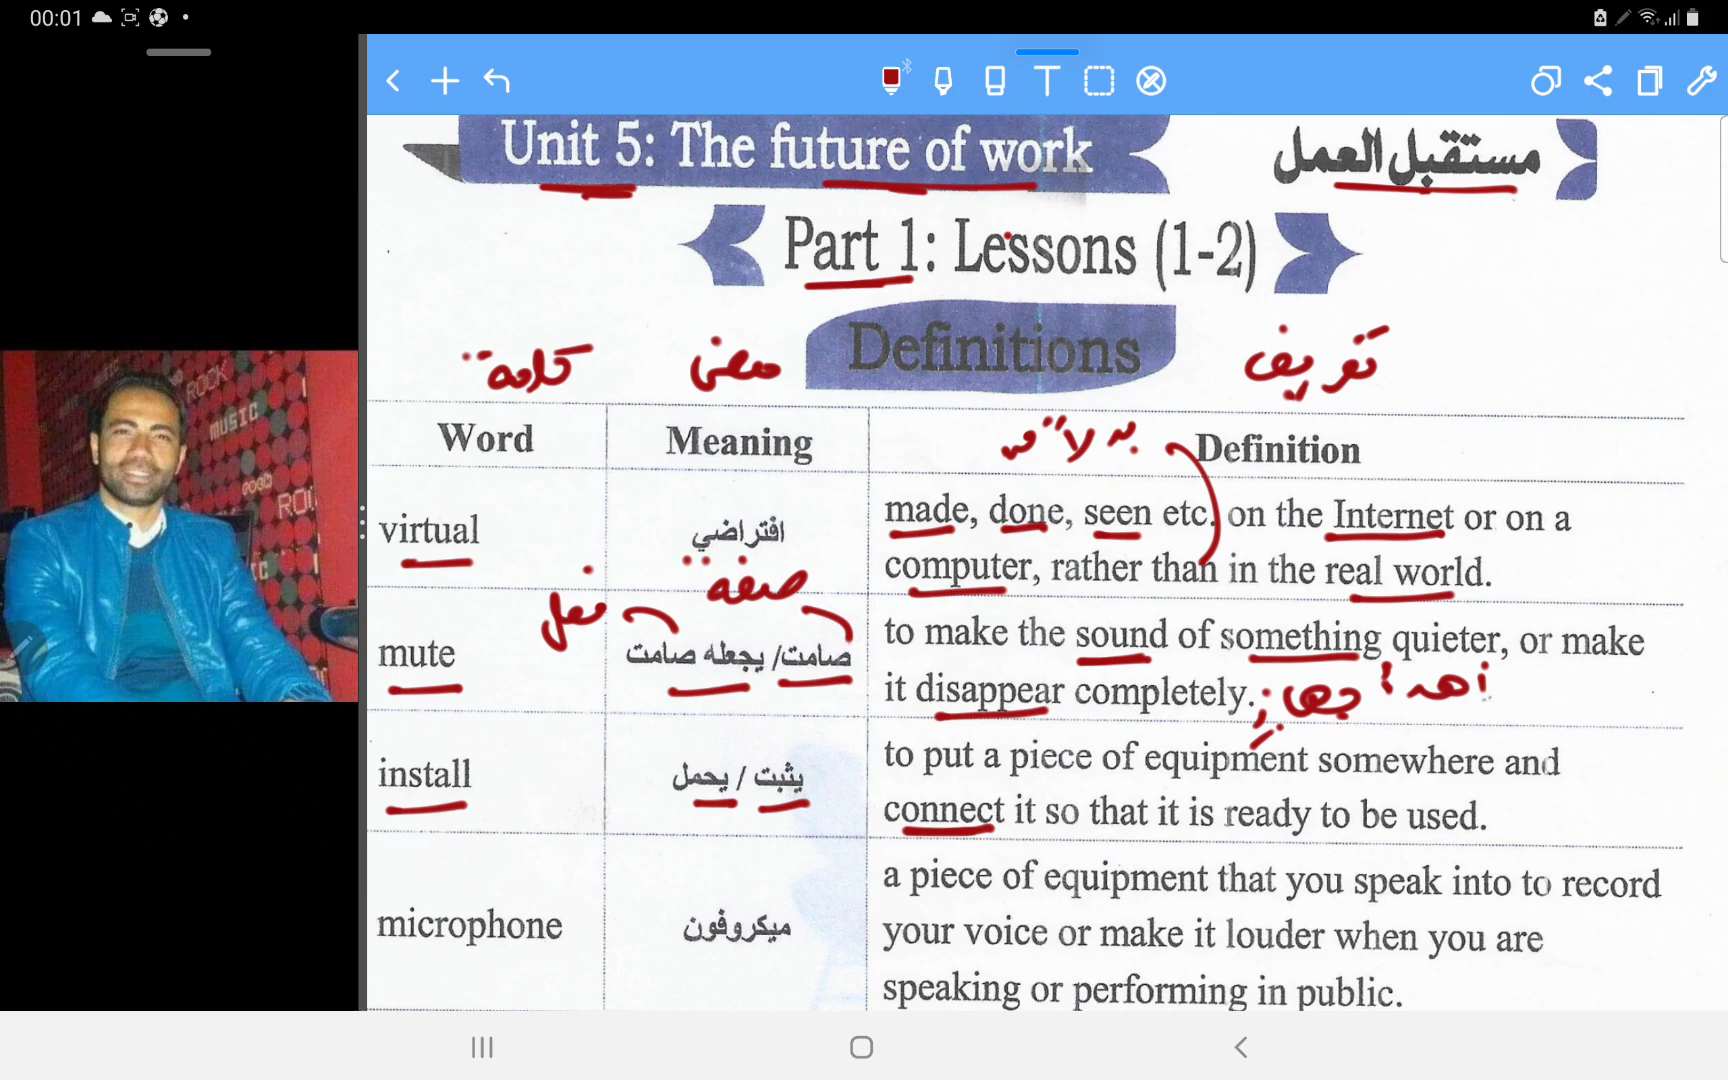 00:01
Unit 5: The future of work
مستقبل العمل
Part 1: Lessons (1-2)
Definitions
كلمة
معنى
تعريف
Word
Meaning
بدلاً من
Definition
virtual
افتراضي
made, done, seen etc. on the Internet or on a
computer, rather than in the real world.
صفة
فعل
mute
صامت/ يجعله صامت
to make the sound of something quieter, or make
it disappear completely.
أهدأ
جهاز
install
يثبت / يحمل
to put a piece of equipment somewhere and
connect it so that it is ready to be used.
microphone
ميكروفون
a piece of equipment that you speak into to record
your voice or make it louder when you are
speaking or performing in public.
ROCK
MUSIC
ROCK